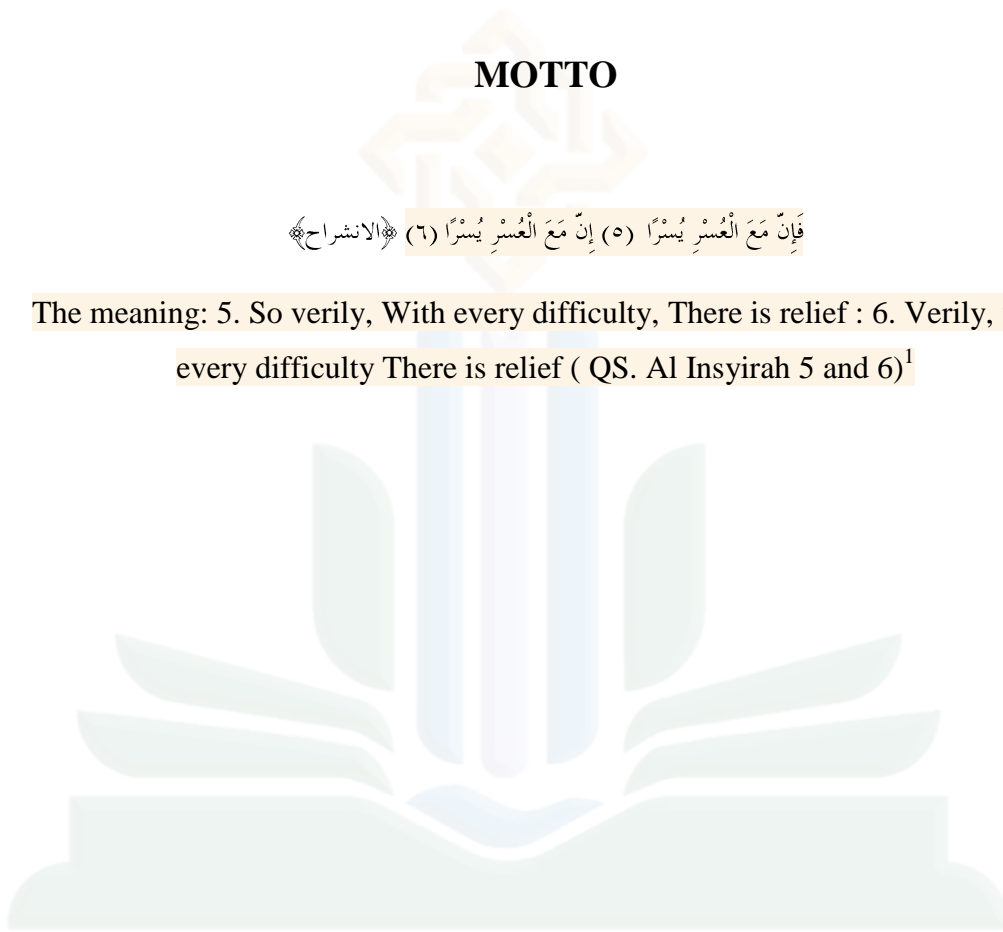 MOTTO
فَإِنَّ مَعَ الْعُسْرِ يُسْرًا (٥) إِنَّ مَعَ الْعُسْرِ يُسْرًا (٦) ﴿الانشراح﴾
The meaning: 5. So verily, With every difficulty, There is relief : 6. Verily,
every difficulty There is relief ( QS. Al Insyirah 5 and 6)1